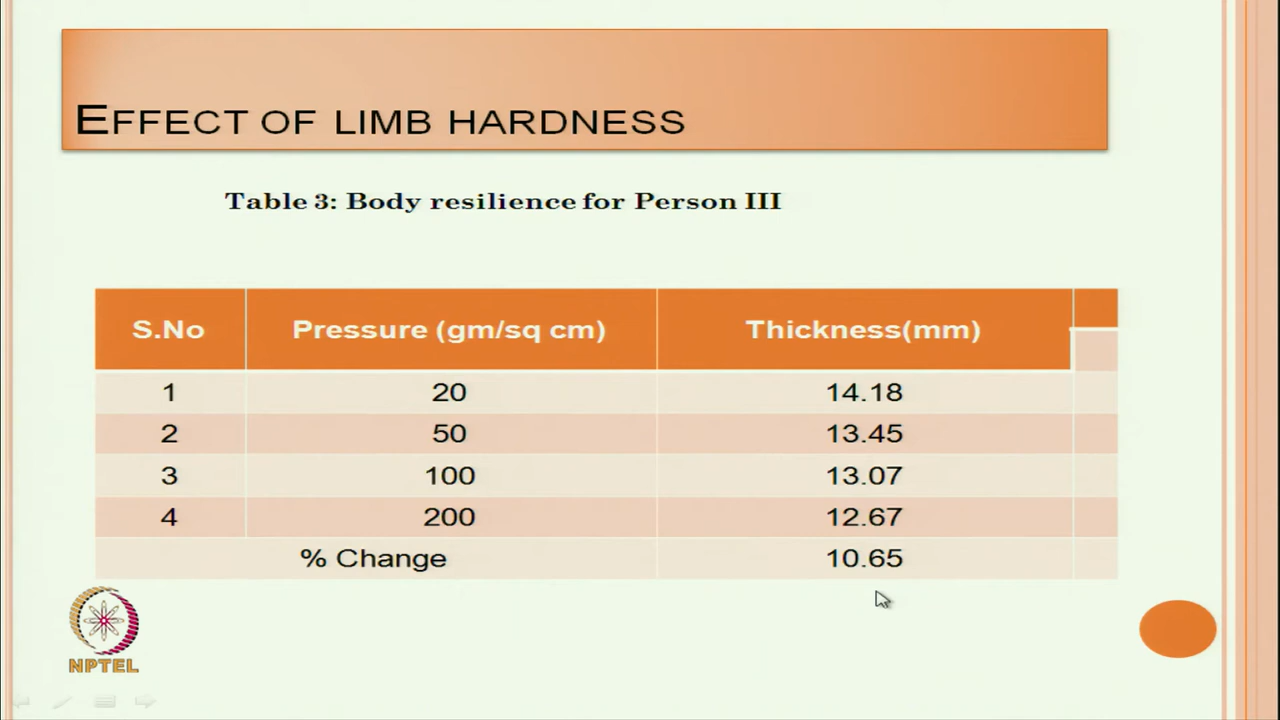 EFFECT OF LIMB HARDNESS
Table 3: Body resilience for Person III
S.No Pressure (gm/sq cm) Thickness(mm)
1 20 14.18
2 50 13.45
3 100 13.07
4 200 12.67
% Change 10.65
NPTEL